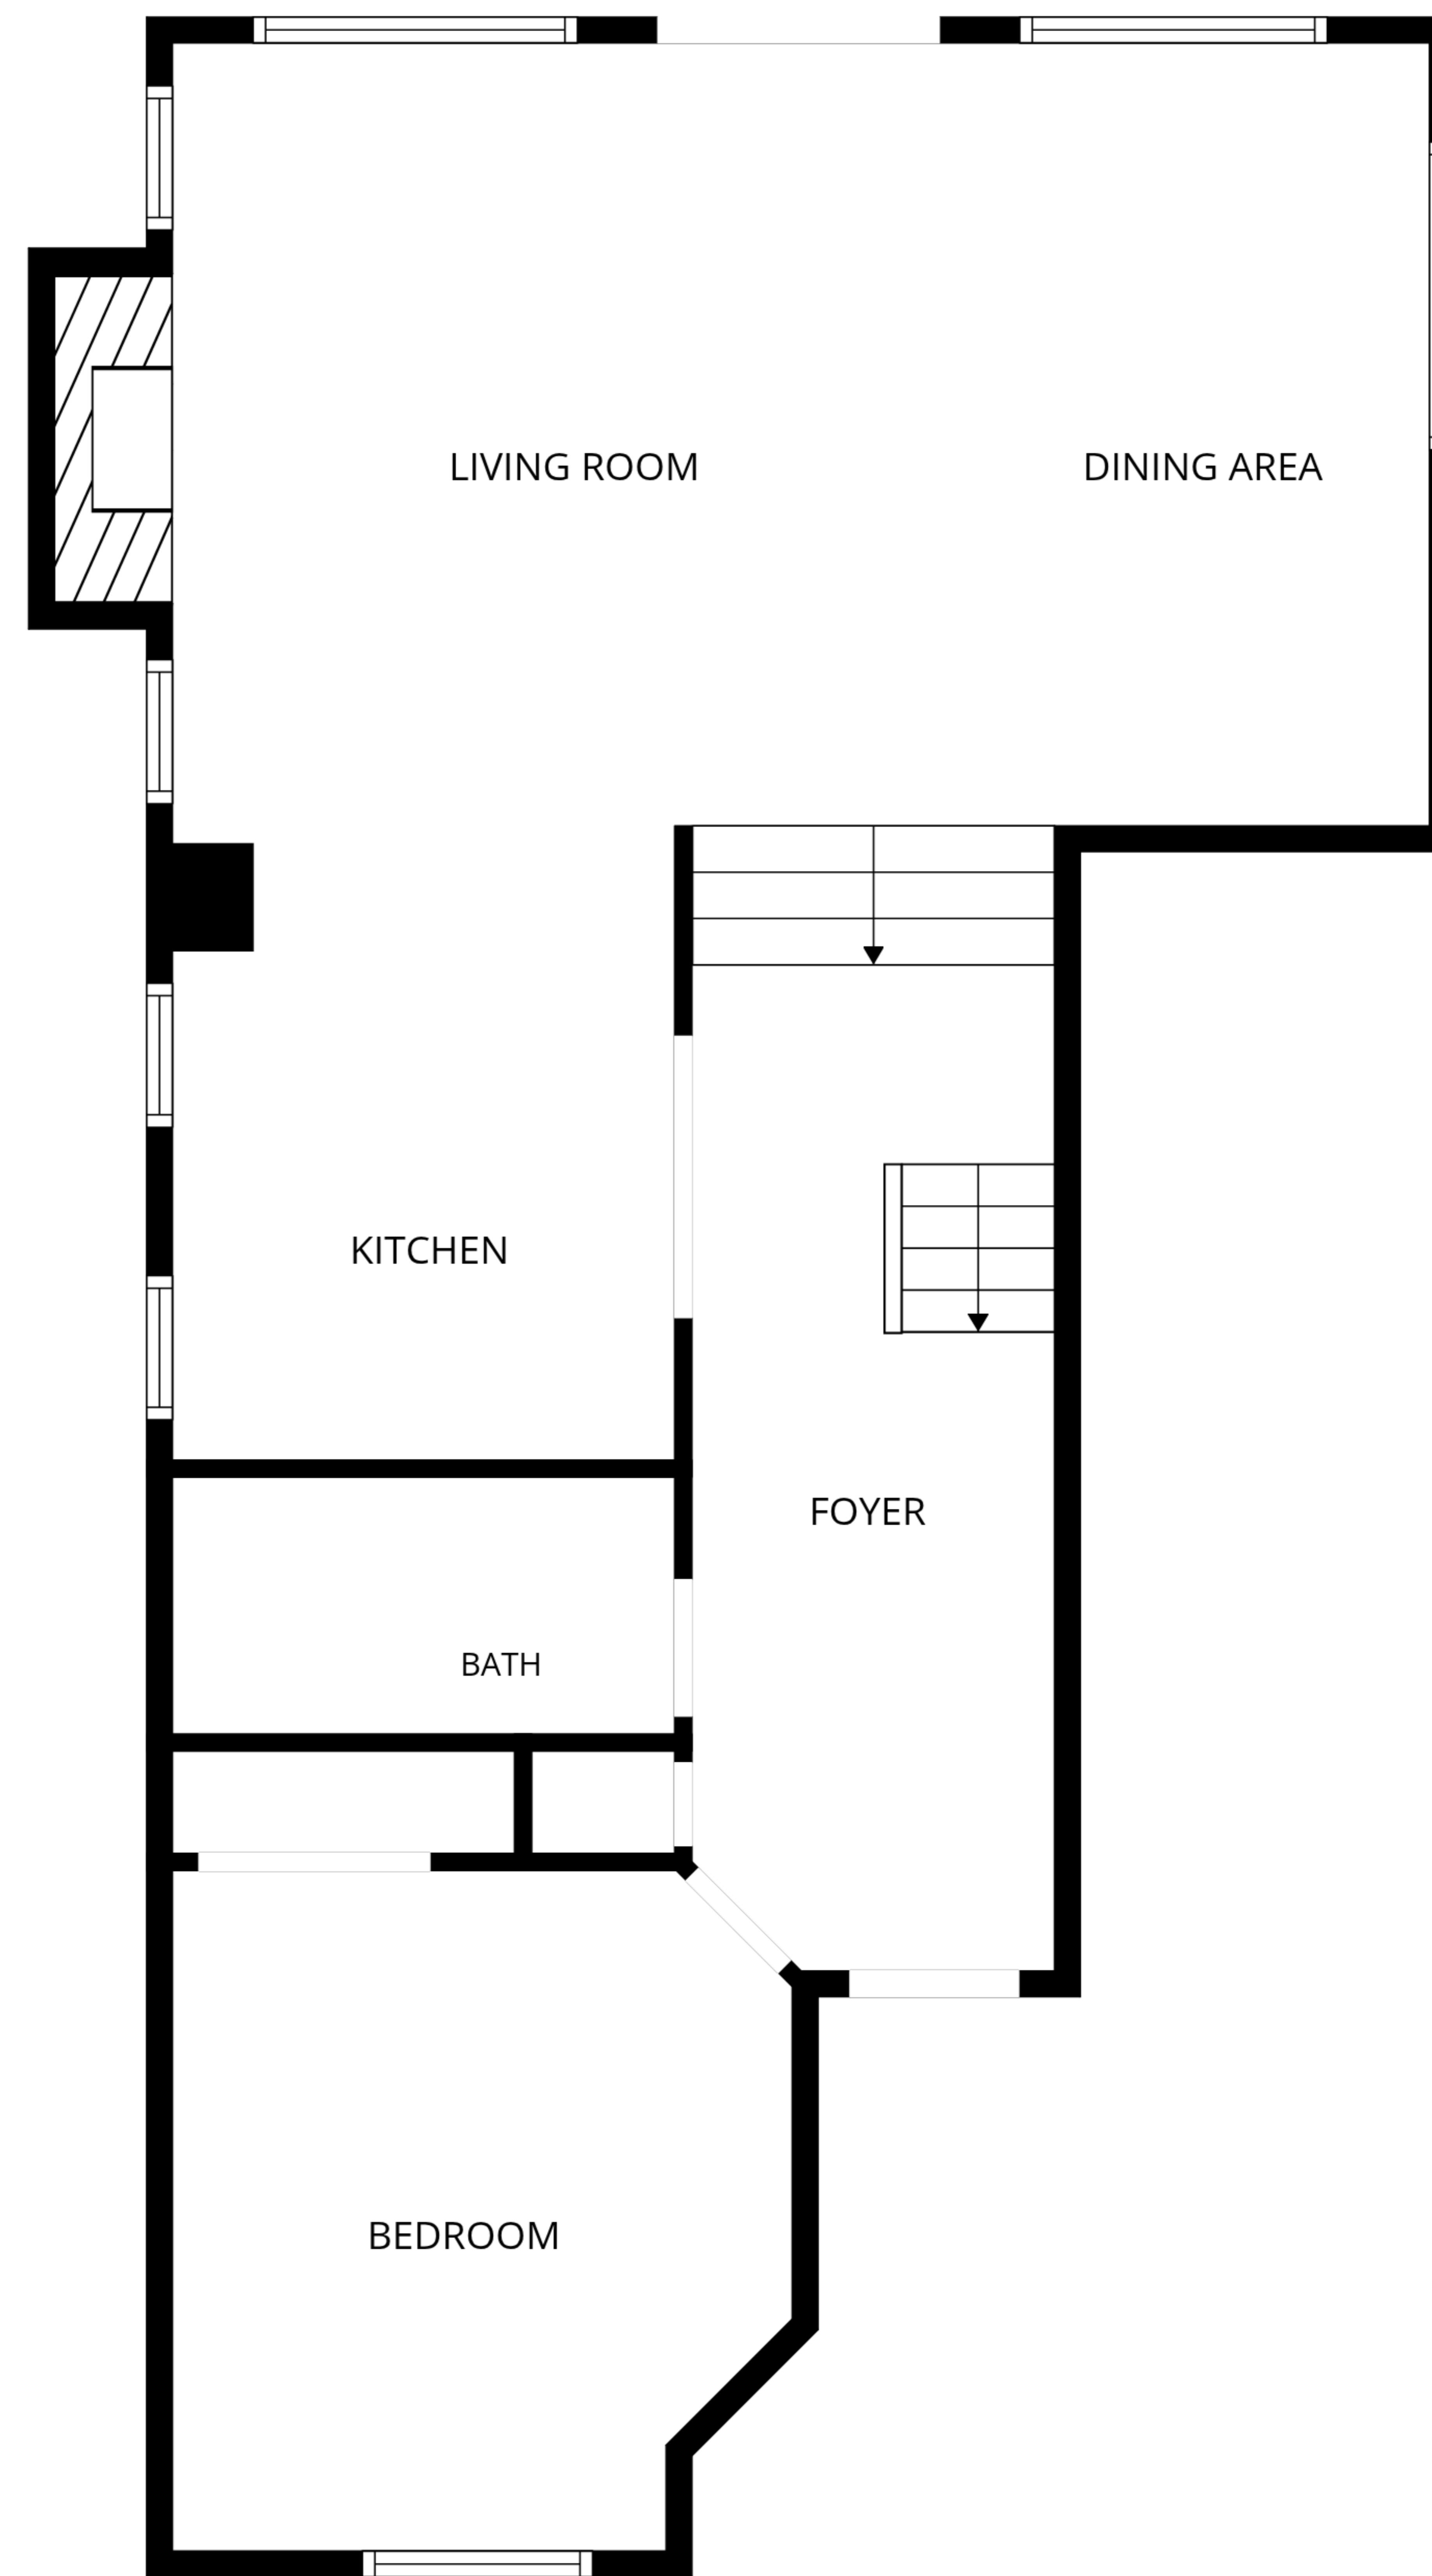 LIVING ROOM
DINING AREA
KITCHEN
FOYER
BATH
BEDROOM